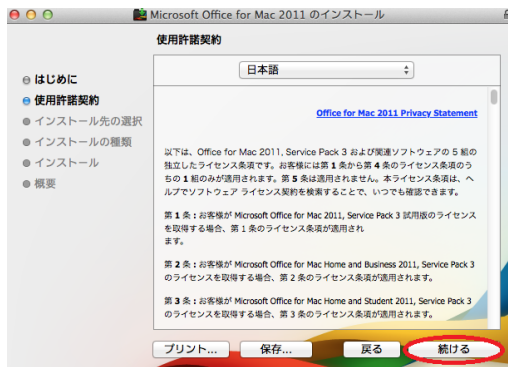 Microsoft Office for Mac 2011 のインストール
使用許諾契約
はじめに
使用許諾契約
インストール先の選択
インストールの種類
インストール
概要
日本語
Office for Mac 2011 Privacy Statement
以下は、Office for Mac 2011, Service Pack 3 および関連ソフトウェアの 5 組の
独立したライセンス条項です。お客様には第 1 条から第 4 条のライセンス条項のう
ちの 1 組のみが適用されます。第 5 条は適用されません。本ライセンス条項は、ヘ
ルプでソフトウェア ライセンス契約を検索することで、いつでも確認できます。
第 1 条 : お客様が Microsoft Office for Mac 2011, Service Pack 3 試用版のライセンス
を取得する場合、第 1 条のライセンス条項が適用され
ます。
第 2 条 : お客様が Microsoft Office for Mac Home and Business 2011, Service Pack 3
のライセンスを取得する場合、第 2 条のライセンス条項が適用されます。
第 3 条 : お客様が Microsoft Office for Mac Home and Student 2011, Service Pack 3
のライセンスを取得する場合、第 3 条のライセンス条項が適用されます。
プリント... 保存... 戻る 続ける